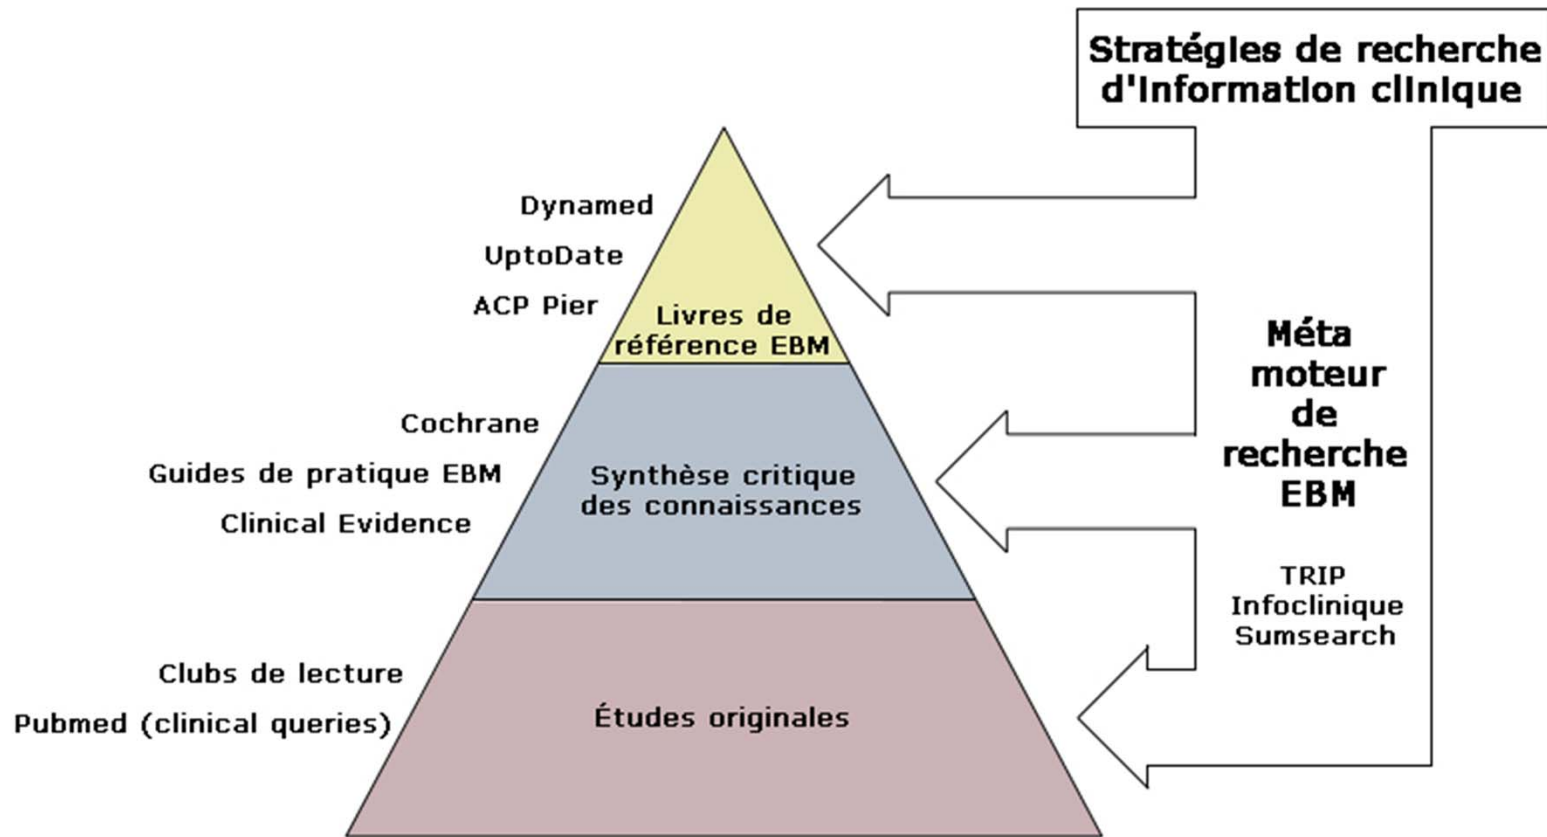 Stratégies de recherche
d'Information clinique
Dynamed
UptoDate
ACP Pier
Livres de
référence EBM
Méta
moteur
de
recherche
EBM
Cochrane
Guides de pratique EBM
Clinical Evidence
Synthèse critique
des connaissances
TRIP
Infoclinique
Sumsearch
Clubs de lecture
Pubmed (clinical queries)
Études originales